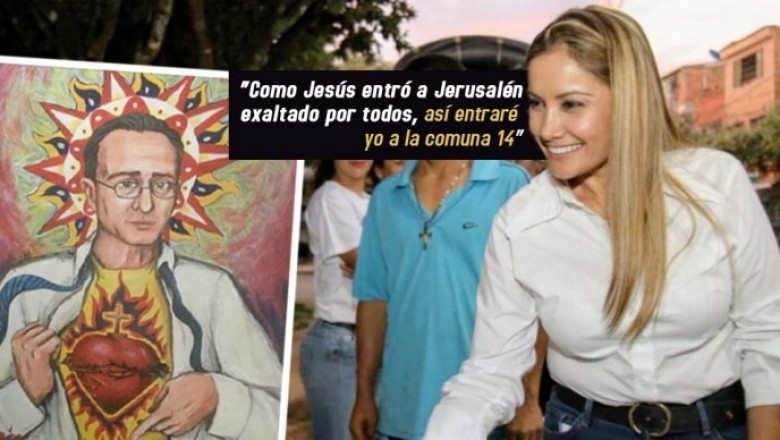 "Como Jesús entró a Jerusalén
exaltado por todos, así entraré
yo a la comuna 14"